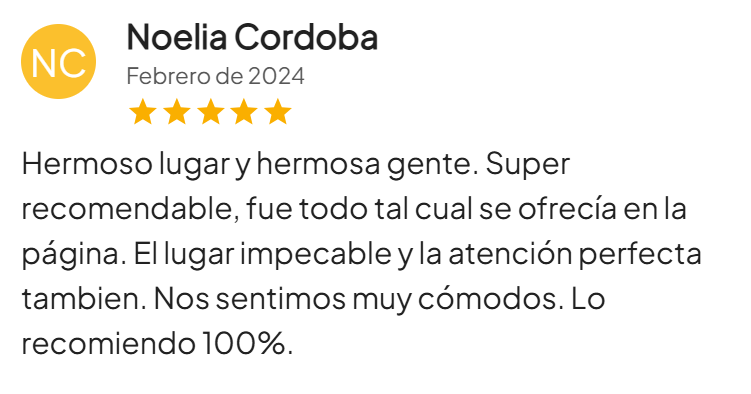 NC
Noelia Cordoba
Febrero de 2024
Hermoso lugar y hermosa gente. Super
recomendable, fue todo tal cual se ofrecía en la
página. El lugar impecable y la atención perfecta
tambien. Nos sentimos muy cómodos. Lo
recomiendo 100%.